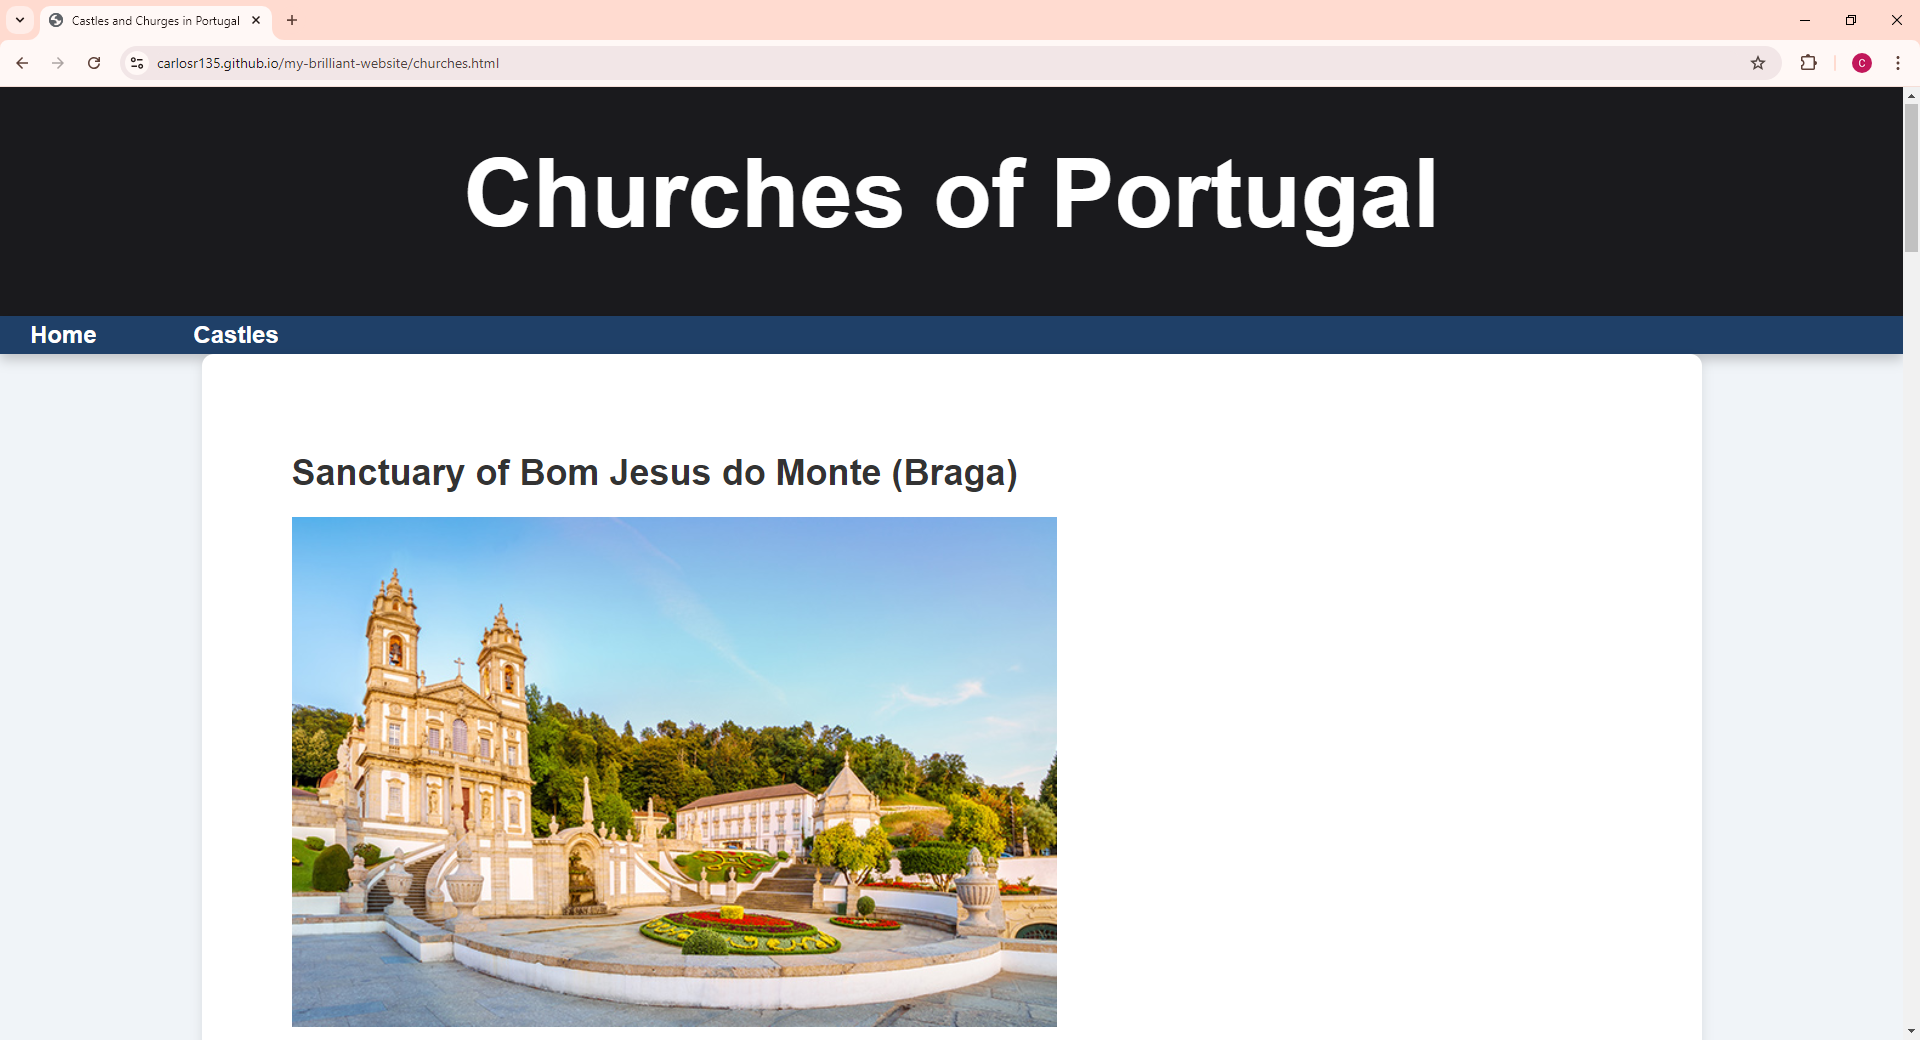 Castles and Churges in Portugal
carlosr135.github.io/my-brilliant-website/churches.html
C
Churches of Portugal
Home
Castles
Sanctuary of Bom Jesus do Monte (Braga)